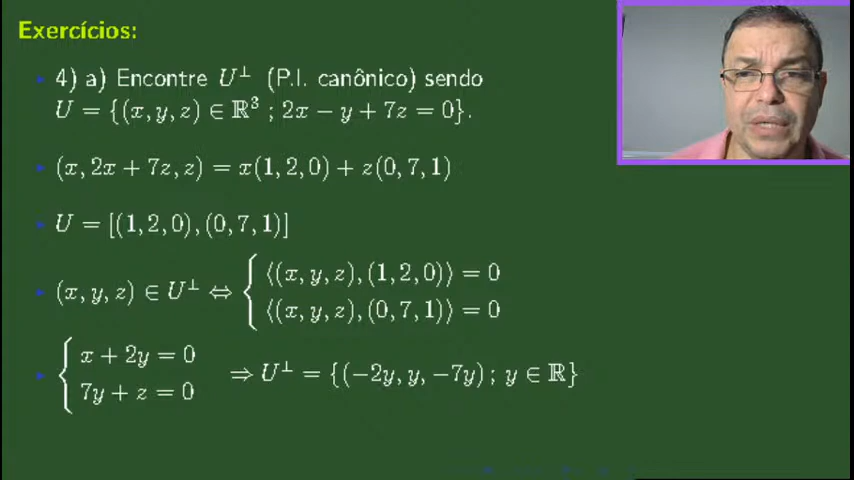 Exercícios:
4) a) Encontre U⊥ (P.I. canônico) sendo
U = {(x, y, z) ∈ ℝ³ ; 2x − y + 7z = 0}.
(x, 2x + 7z, z) = x(1, 2, 0) + z(0, 7, 1)
U = [(1, 2, 0), (0, 7, 1)]
(x, y, z) ∈ U⊥ ⇔ { ⟨(x, y, z), (1, 2, 0)⟩ = 0
⟨(x, y, z), (0, 7, 1)⟩ = 0
{ x + 2y = 0
7y + z = 0 ⇒ U⊥ = {(−2y, y, −7y) ; y ∈ ℝ}